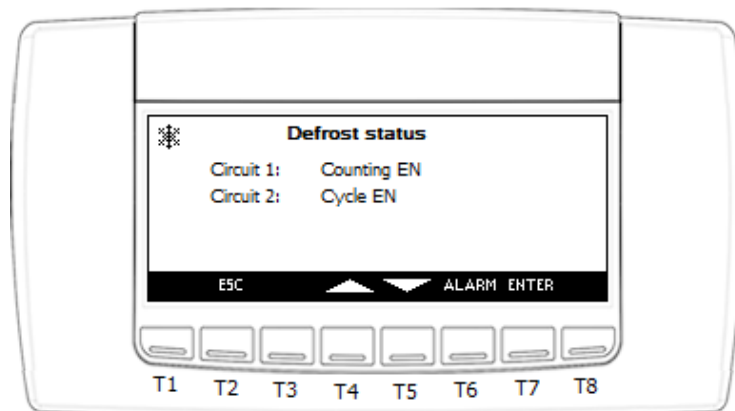 Defrost status
Circuit 1: Counting EN
Circuit 2: Cycle EN
ESC ALARM ENTER
T1 T2 T3 T4 T5 T6 T7 T8